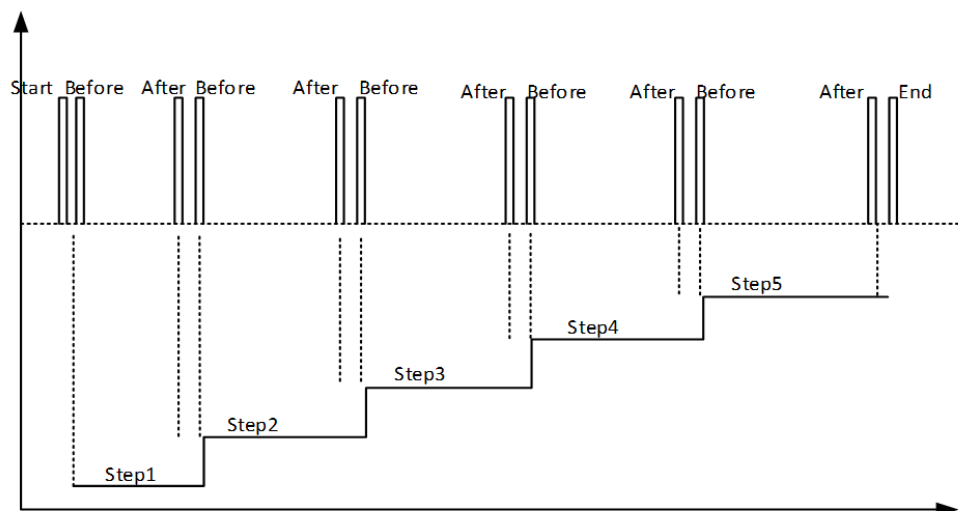 Start Before After Before After Before After Before After Before After End
Step5
Step4
Step3
Step2
Step1